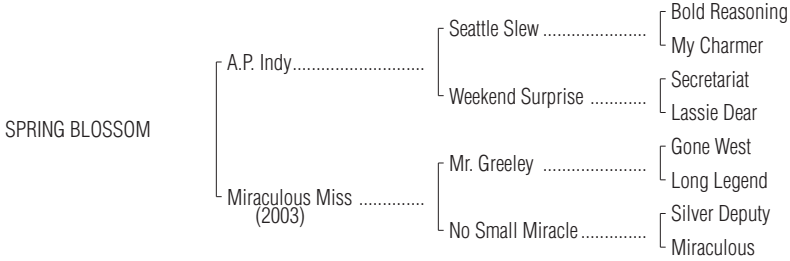 Bold Reasoning
Seattle Slew ......................
My Charmer
A.P. Indy............................
Secretariat
Weekend Surprise ............
Lassie Dear
SPRING BLOSSOM
Gone West
Mr. Greeley ......................
Long Legend
Miraculous Miss ..............
(2003)
Silver Deputy
No Small Miracle..............
Miraculous